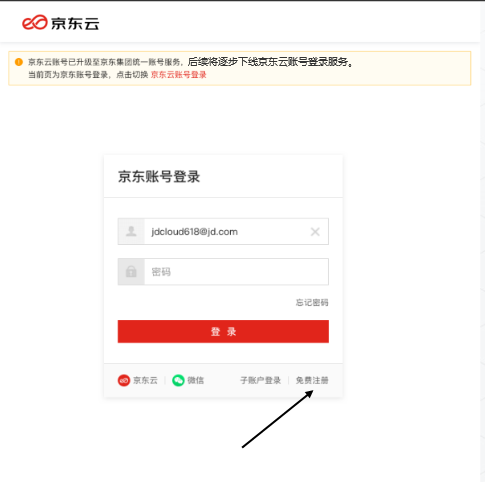 京东云
京东云账号已升级至京东集团统一账号服务，后续将逐步下线京东云账号登录服务。
当前页为京东账号登录，点击切换 京东云账号登录
京东账号登录
jdcloud618@jd.com
密码
忘记密码
登 录
京东云 微信 子账户登录 免费注册